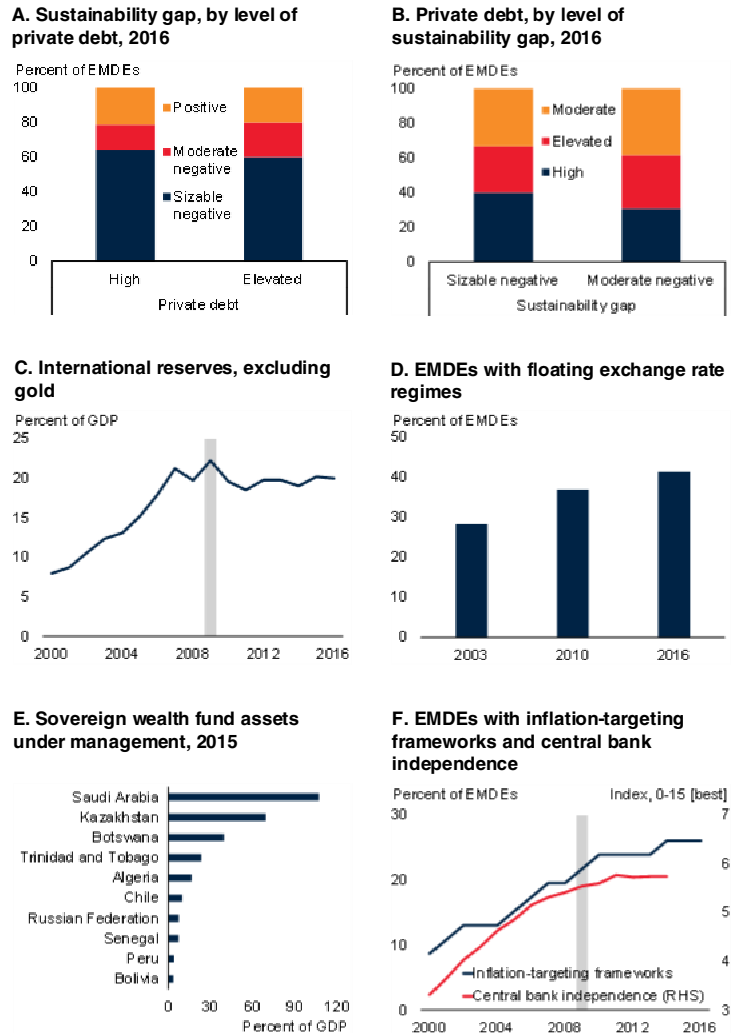 A. Sustainability gap, by level of
private debt, 2016
Percent of EMDEs
100
80
60
40
20
0
Positive
Moderate
negative
Sizable
negative
High
Elevated
Private debt
B. Private debt, by level of
sustainability gap, 2016
Percent of EMDEs
100
80
60
40
20
0
Moderate
Elevated
High
Sizable negative
Moderate negative
Sustainability gap
C. International reserves, excluding
gold
Percent of GDP
25
20
15
10
5
0
2000
2004
2008
2012
2016
D. EMDEs with floating exchange rate
regimes
Percent of EMDEs
50
40
30
20
10
0
2003
2010
2016
E. Sovereign wealth fund assets
under management, 2015
Saudi Arabia
Kazakhstan
Botswana
Trinidad and Tobago
Algeria
Chile
Russian Federation
Senegal
Peru
Bolivia
0
30
60
90
120
Percent of GDP
F. EMDEs with inflation-targeting
frameworks and central bank
independence
Percent of EMDEs
Index, 0-15 [best]
30
20
10
0
7
6
5
4
3
Inflation-targeting frameworks
Central bank independence (RHS)
2000
2004
2008
2012
2016